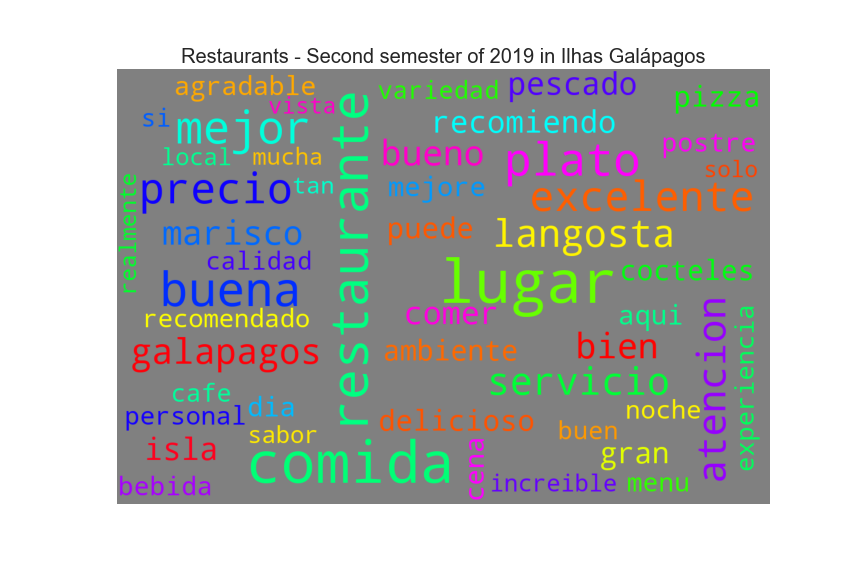 Restaurants - Second semester of 2019 in Ilhas Galápagos
agradable
variedad
pescado
pizza
vista
si
mejor
recomiendo
postre
local
mucha
bueno
plato
solo
precio
tan
mejore
excelente
realmente
restaurante
marisco
puede
langosta
calidad
cocteles
buena
lugar
recomendado
comer
aqui
galapagos
ambiente
bien
atencion
experiencia
cafe
dia
servicio
personal
delicioso
noche
sabor
buen
isla
comida
cena
gran
bebida
increible
menu